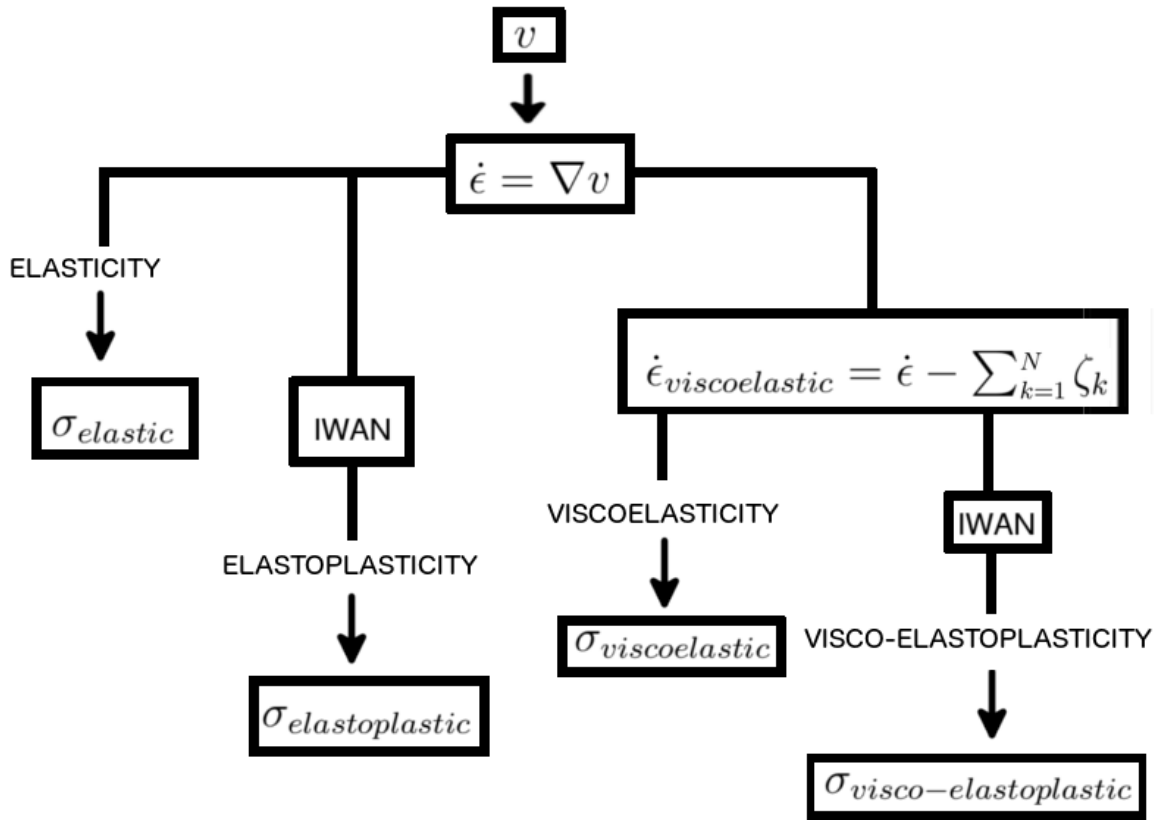 v
ϵ̇ = ∇v
ELASTICITY
σ_elastic
IWAN
ELASTOPLASTICITY
σ_elastoplastic
ϵ̇_viscoelastic = ϵ̇ − ∑_{k=1}^{N} ζ_k
VISCOELASTICITY
σ_viscoelastic
IWAN
VISCO-ELASTOPLASTICITY
σ_visco−elastoplastic